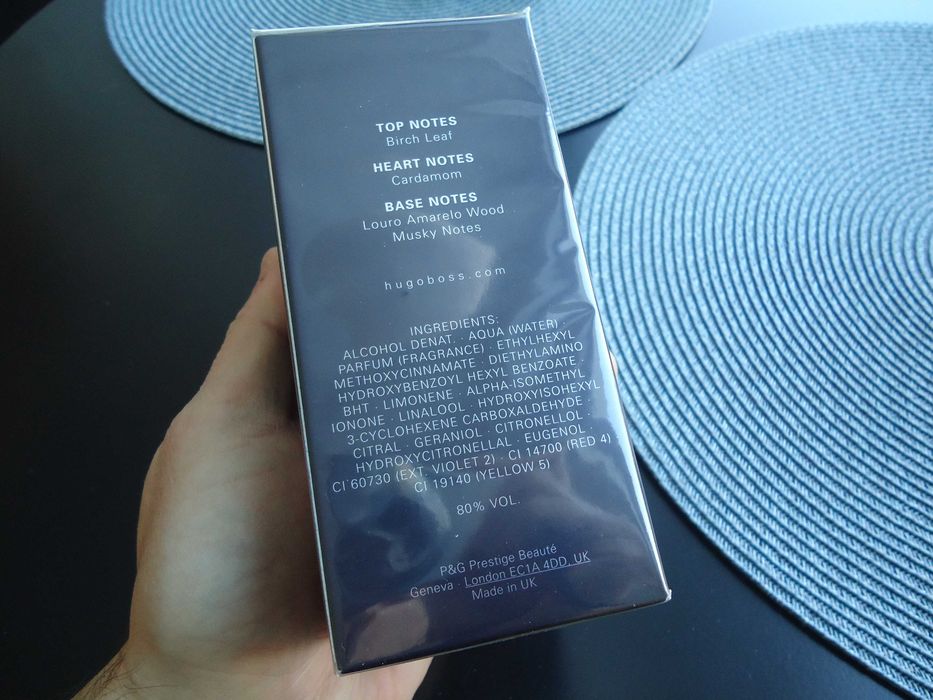 TOP NOTES
Birch Leaf
HEART NOTES
Cardamom
BASE NOTES
Louro Amarelo Wood
Musky Notes
hugoboss.com
INGREDIENTS:
ALCOHOL DENAT. · AQUA (WATER) ·
PARFUM (FRAGRANCE) · ETHYLHEXYL
METHOXYCINNAMATE · DIETHYLAMINO
HYDROXYBENZOYL HEXYL BENZOATE ·
BHT · LIMONENE · ALPHA-ISOMETHYL
IONONE · LINALOOL · HYDROXYISOHEXYL
3-CYCLOHEXENE CARBOXALDEHYDE ·
CITRAL · GERANIOL · CITRONELLOL ·
HYDROXYCITRONELLAL · EUGENOL ·
CI 60730 (EXT. VIOLET 2) · CI 14700 (RED 4)
CI 19140 (YELLOW 5)
80% VOL.
P&G Prestige Beauté
Geneva · London EC1A 4DD, UK
Made in UK